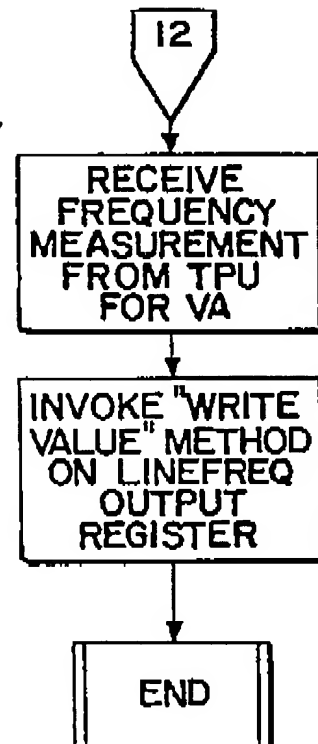 12
RECEIVE
FREQUENCY
MEASUREMENT
FROM TPU
FOR VA
INVOKE "WRITE
VALUE" METHOD
ON LINEFREQ
OUTPUT
REGISTER
END